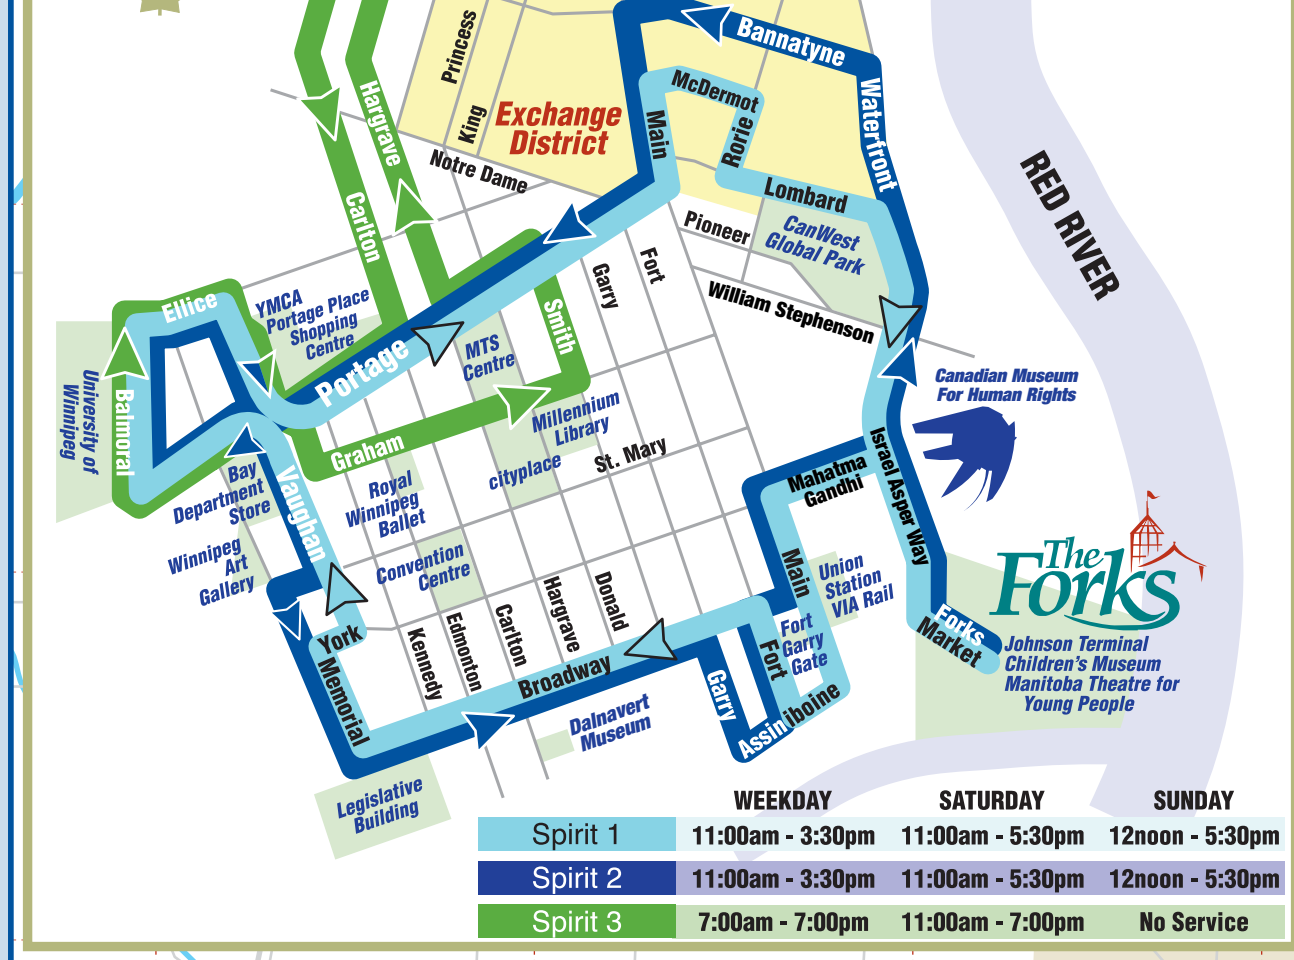 Bannatyne
Princess
McDermot
Waterfront
Hargrave
King
Exchange
District
Main
Rorie
RED RIVER
Notre Dame
Lombard
Carlton
Pioneer
CanWest
Global Park
Garry
Fort
William Stephenson
Ellice
YMCA
Portage Place
Shopping
Centre
Smith
MTS
Centre
Portage
Canadian Museum
For Human Rights
University of
Winnipeg
Balmoral
Millennium
Library
Graham
St. Mary
cityplace
Israel Asper Way
Mahatma
Gandhi
Bay
Department
Store
Vaughan
Royal
Winnipeg
Ballet
Winnipeg
Art
Gallery
Convention
Centre
Main
Union
Station
VIA Rail
The
Forks
Forks
Market
Johnson Terminal
Children's Museum
Manitoba Theatre for
Young People
York
Memorial
Kennedy
Edmonton
Carlton
Hargrave
Donald
Broadway
Fort
Garry
Gate
Fort
Garry
Assiniboine
Dalnavert
Museum
Legislative
Building
WEEKDAY SATURDAY SUNDAY
Spirit 1 11:00am - 3:30pm 11:00am - 5:30pm 12noon - 5:30pm
Spirit 2 11:00am - 3:30pm 11:00am - 5:30pm 12noon - 5:30pm
Spirit 3 7:00am - 7:00pm 11:00am - 7:00pm No Service